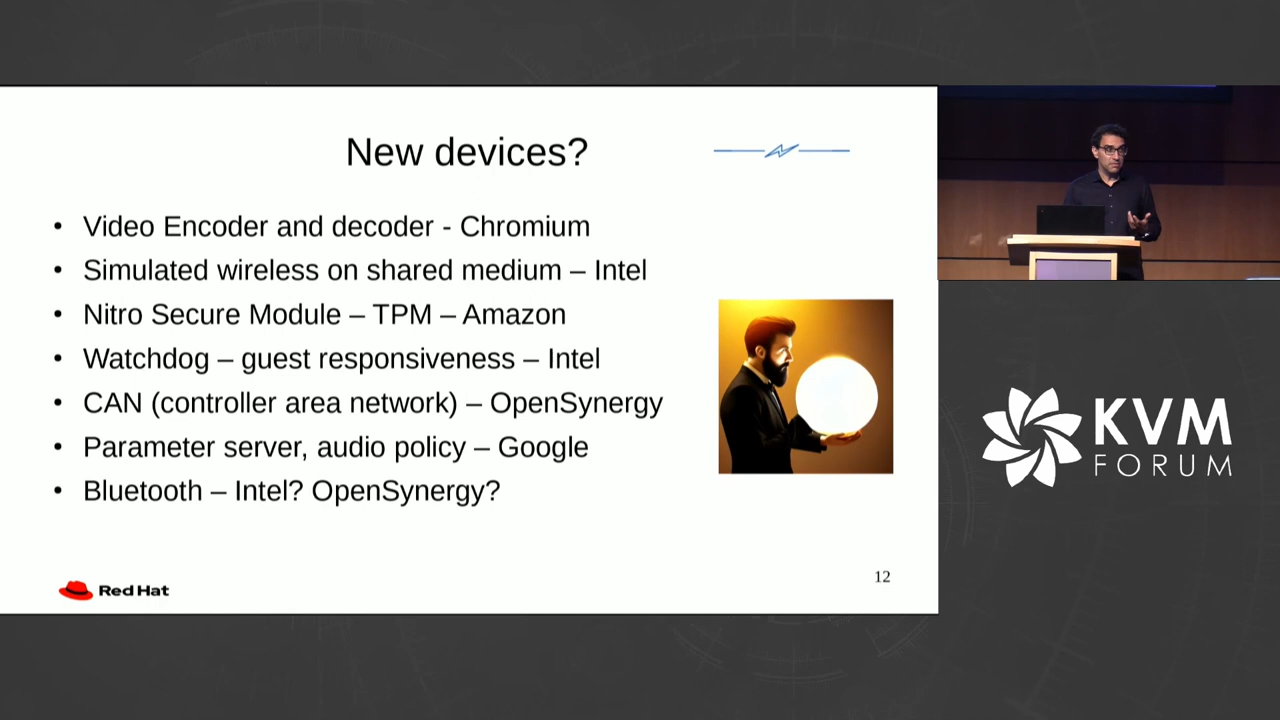 New devices?
• Video Encoder and decoder - Chromium
• Simulated wireless on shared medium – Intel
• Nitro Secure Module – TPM – Amazon
• Watchdog – guest responsiveness – Intel
• CAN (controller area network) – OpenSynergy
• Parameter server, audio policy – Google
• Bluetooth – Intel? OpenSynergy?
Red Hat
12
KVM
FORUM